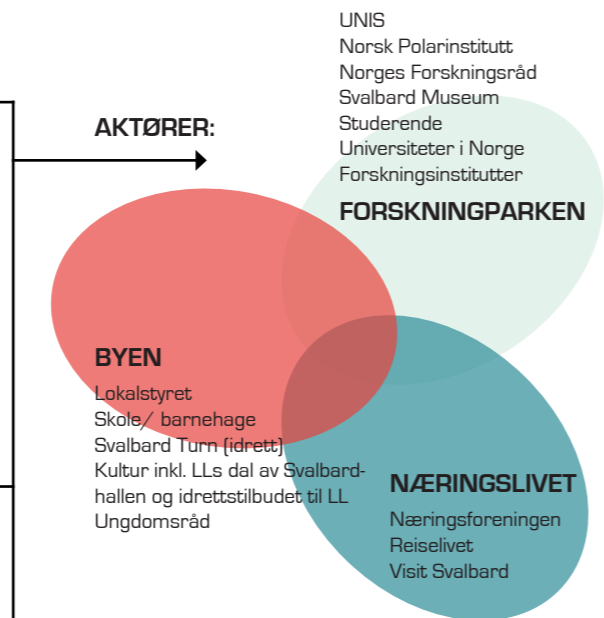 AKTØRER:
UNIS
Norsk Polarinstitutt
Norges Forskningsråd
Svalbard Museum
Studerende
Universiteter i Norge
Forskningsinstitutter
FORSKNINGPARKEN
BYEN
Lokalstyret
Skole/ barnehage
Svalbard Turn (idrett)
Kultur inkl. LLs dal av Svalbard-
hallen og idrettstilbudet til LL
Ungdomsråd
NÆRINGSLIVET
Næringsforeningen
Reiselivet
Visit Svalbard